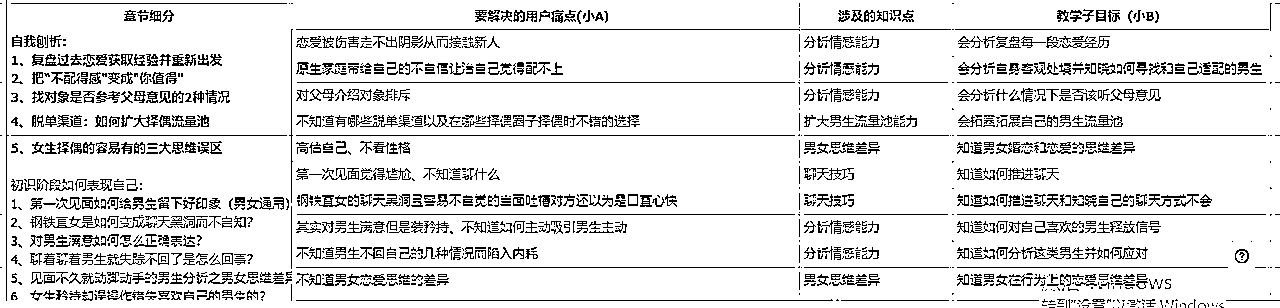 章节细分
要解决的用户痛点(小A)
涉及的知识点
教学子目标（小B）
自我刨析：
1、复盘过去恋爱获取经验并重新出发
2、把"不配得感"变成"你值得"
3、找对象是否参考父母意见的2种情况
4、脱单渠道：如何扩大择偶流量池
5、女生择偶的容易有的三大思维误区
恋爱被伤害走不出阴影从而接触新人
分析情感能力
会分析复盘每一段恋爱经历
原生家庭带给自己的不自信让自己觉得配不上
分析情感能力
会分析自身客观处境并知晓如何寻找和自己适配的男生
对父母介绍对象排斥
分析情感能力
会分析什么情况下是否该听父母意见
不知道有哪些脱单渠道以及在哪些择偶圈子择偶时不错的选择
扩大男生流量池能力
会拓宽拓展自己的男生流量池
高估自己、不看性格
男女思维差异
知道男女婚恋和恋爱的思维差异
初识阶段如何表现自己：
1、第一次见面如何给男生留下好印象（男女通用）
2、钢铁直女是如何变成聊天黑洞而不自知？
3、对男生满意如何怎么正确表达？
4、聊着聊着男生就失踪不回了是怎么回事？
5、见面不久就动弹动手的男生分析之男女思维差异
6、女生矜持却误操作错失喜欢自己的男生的？
第一次见面觉得尴尬、不知道聊什么
聊天技巧
知道如何推进聊天
钢铁直女的聊天黑洞且容易不自觉的当面吐槽对方还以为是口直心快
聊天技巧
知道如何推进聊天和知晓自己的聊天方式不会
其实对男生满意但是装矜持、不知道如何主动吸引男生主动
分析情感能力
知道如何对自己喜欢的男生释放信号
不知道男生不回自己的几种情况而陷入内耗
分析情感能力
知道如何分析这类男生并如何应对
不知道男女恋爱思维的差异
男女思维差异
知道男女在行为上的恋爱思维差异
转到"设置"以激活 Windows